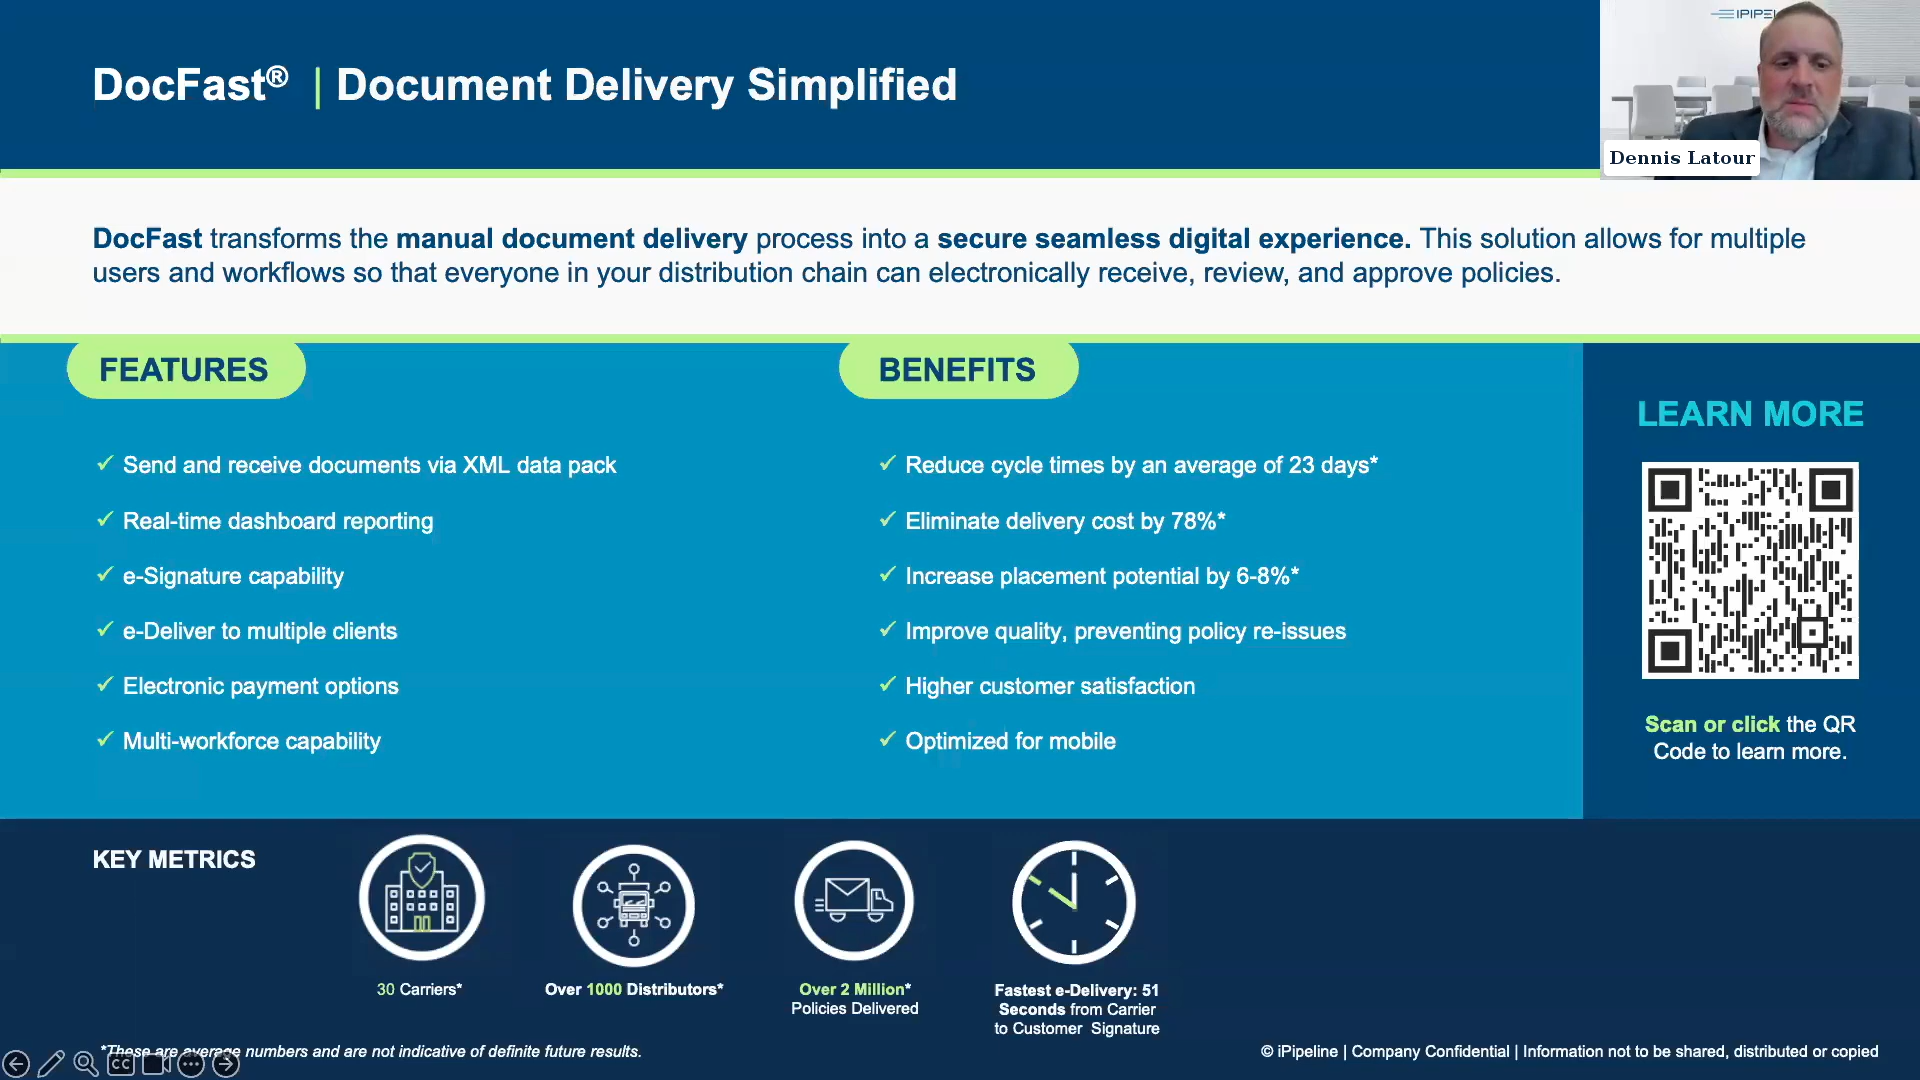 DocFast® | Document Delivery Simplified
IPIPEL
Dennis Latour
DocFast transforms the manual document delivery process into a secure seamless digital experience. This solution allows for multiple
users and workflows so that everyone in your distribution chain can electronically receive, review, and approve policies.
FEATURES
Send and receive documents via XML data pack
Real-time dashboard reporting
e-Signature capability
e-Deliver to multiple clients
Electronic payment options
Multi-workforce capability
BENEFITS
Reduce cycle times by an average of 23 days*
Eliminate delivery cost by 78%*
Increase placement potential by 6-8%*
Improve quality, preventing policy re-issues
Higher customer satisfaction
Optimized for mobile
LEARN MORE
Scan or click the QR
Code to learn more.
KEY METRICS
30 Carriers*
Over 1000 Distributors*
Over 2 Million*
Policies Delivered
Fastest e-Delivery: 51
Seconds from Carrier
to Customer Signature
*These are average numbers and are not indicative of definite future results.
CC
© iPipeline | Company Confidential | Information not to be shared, distributed or copied